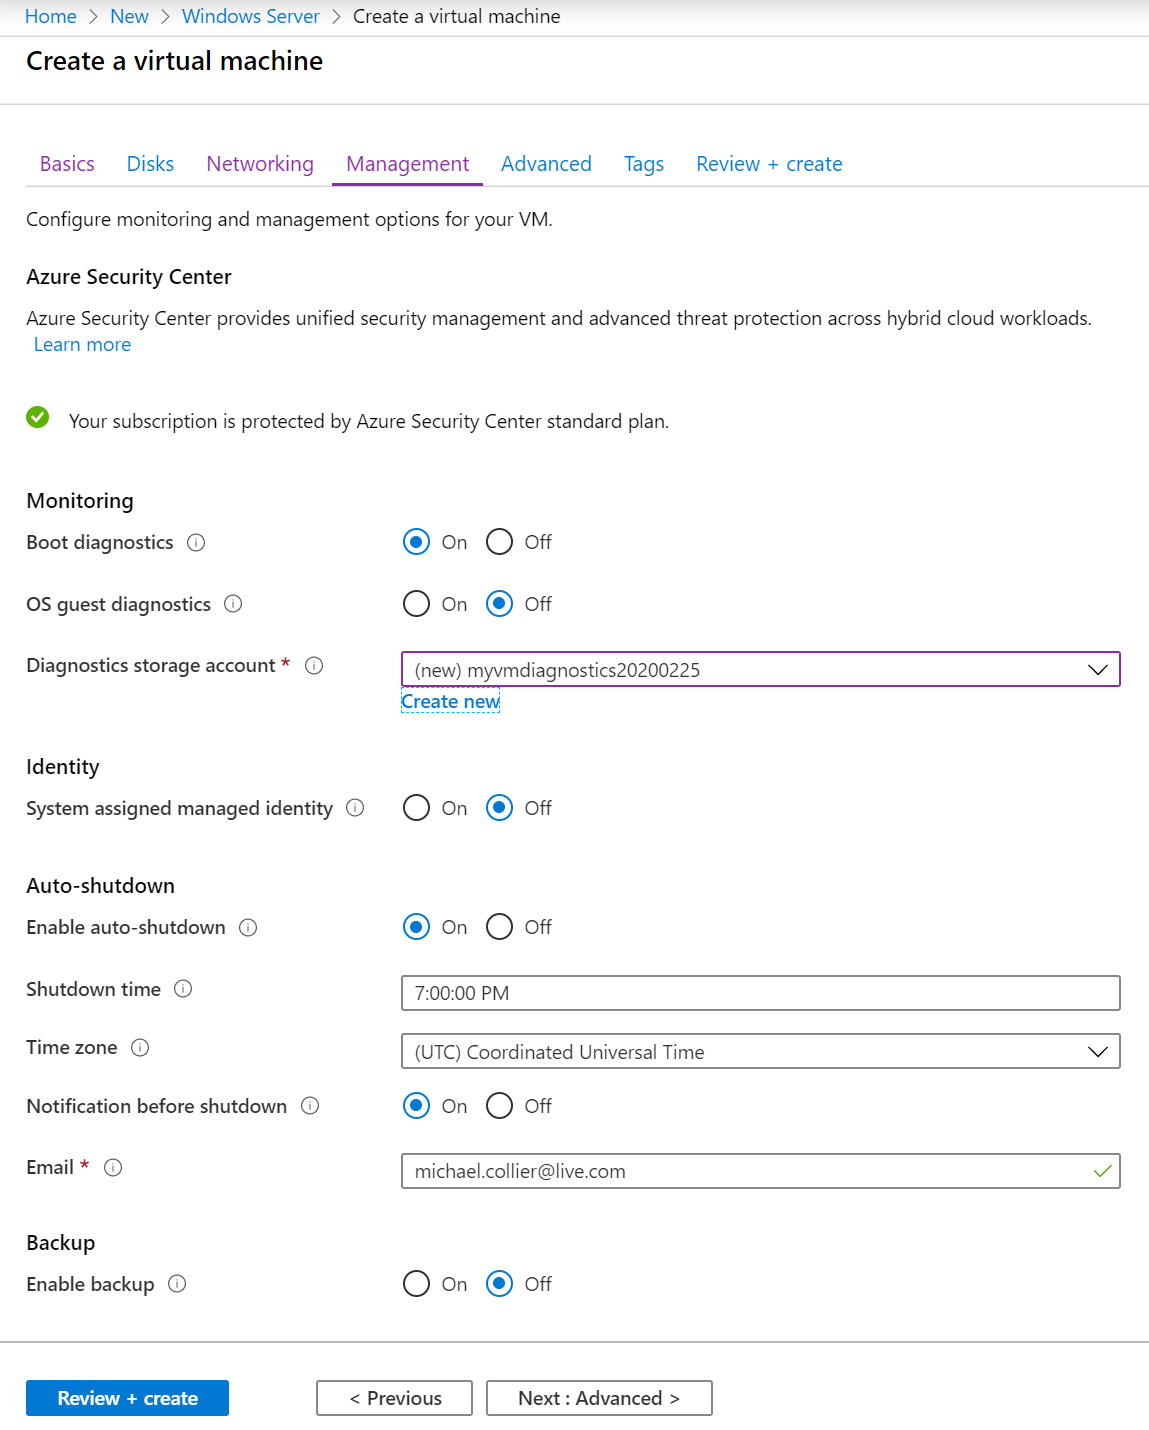 Home > New > Windows Server > Create a virtual machine
Create a virtual machine
Basics Disks Networking Management Advanced Tags Review + create
Configure monitoring and management options for your VM.
Azure Security Center
Azure Security Center provides unified security management and advanced threat protection across hybrid cloud workloads.
Learn more
Your subscription is protected by Azure Security Center standard plan.
Monitoring
Boot diagnostics On Off
OS guest diagnostics On Off
Diagnostics storage account * (new) myvmdiagnostics20200225
Create new
Identity
System assigned managed identity On Off
Auto-shutdown
Enable auto-shutdown On Off
Shutdown time 7:00:00 PM
Time zone (UTC) Coordinated Universal Time
Notification before shutdown On Off
Email * michael.collier@live.com
Backup
Enable backup On Off
Review + create < Previous Next : Advanced >